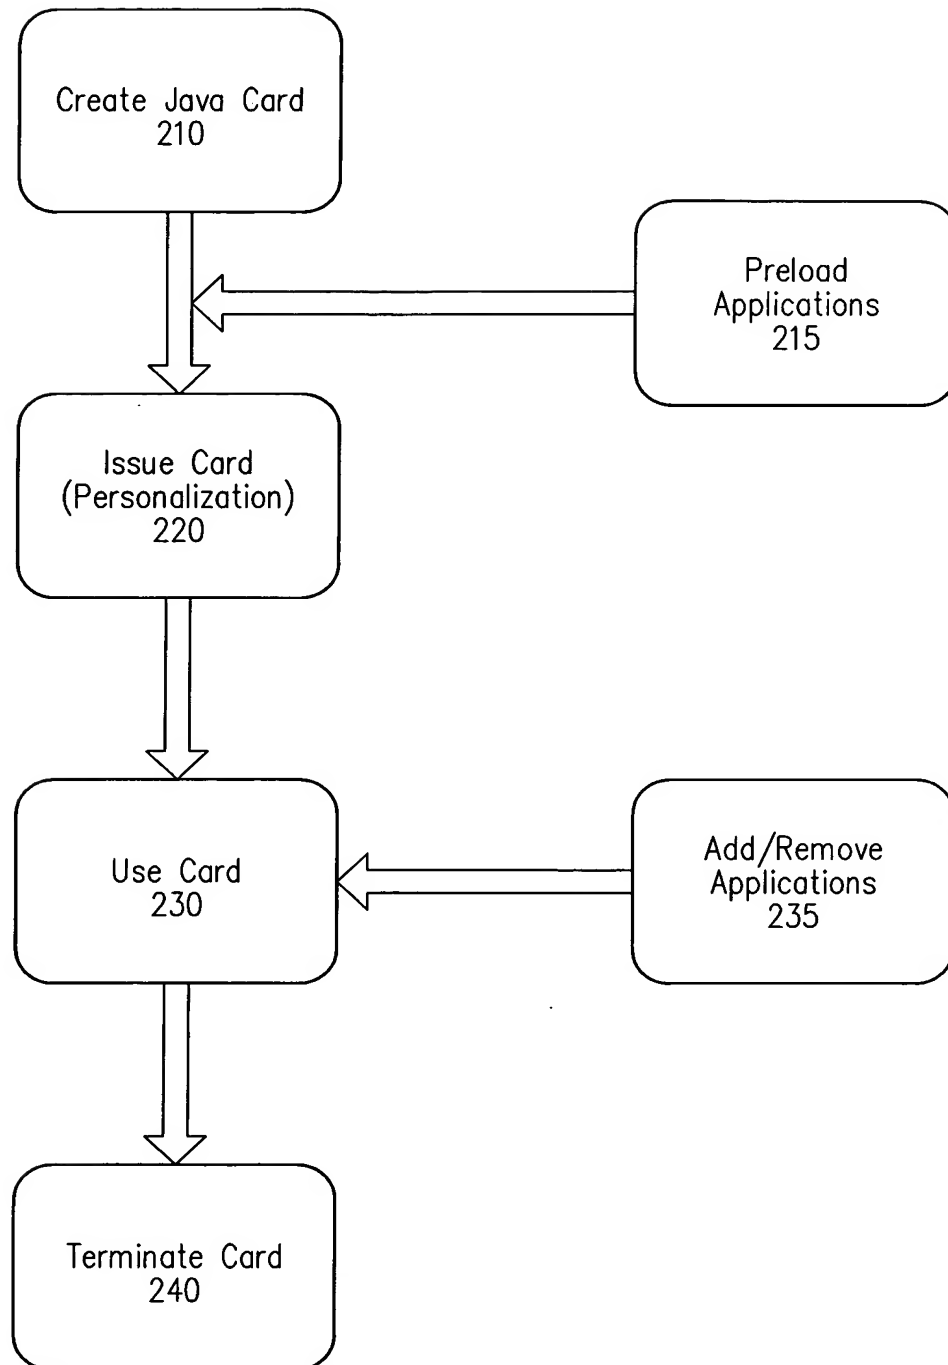 Create Java Card
210
Preload
Applications
215
Issue Card
(Personalization)
220
Use Card
230
Add/Remove
Applications
235
Terminate Card
240